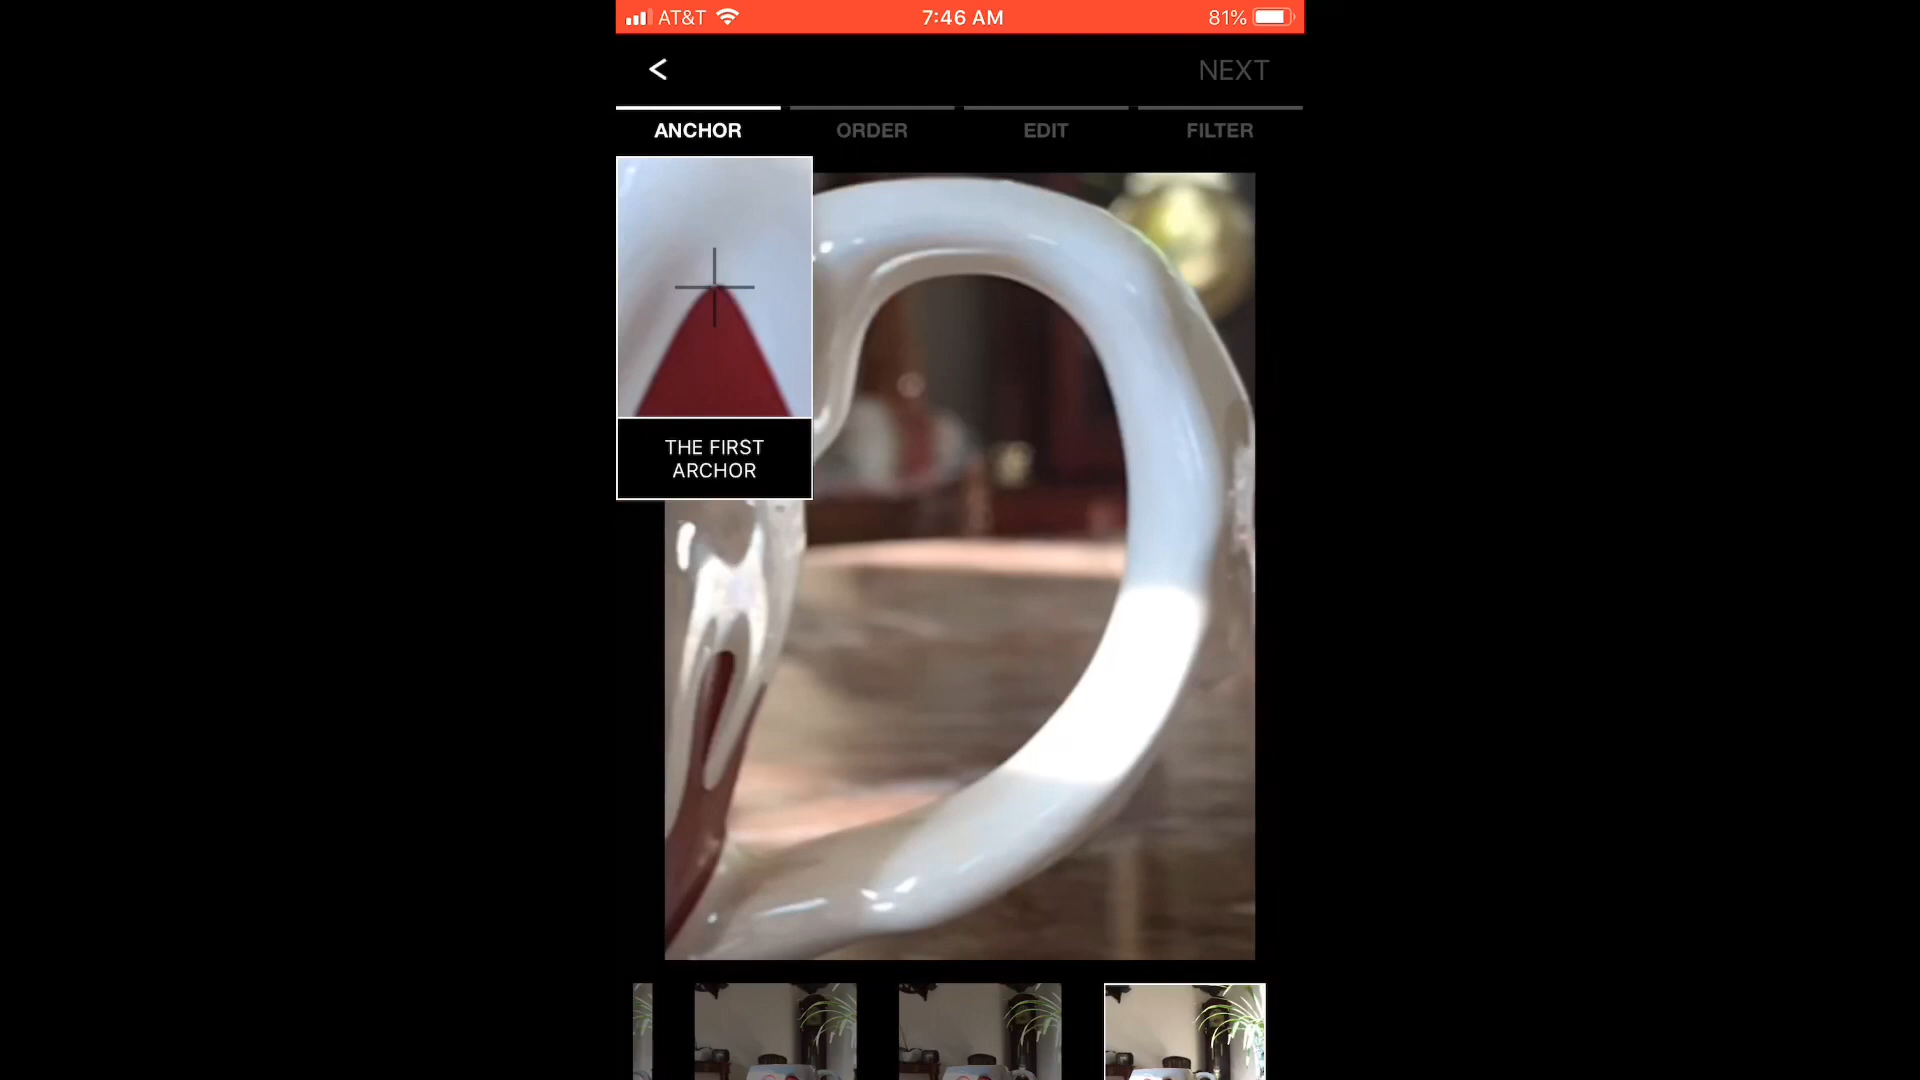 AT&T 7:46 AM 81%
< NEXT
ANCHOR ORDER EDIT FILTER
THE FIRST
ARCHOR